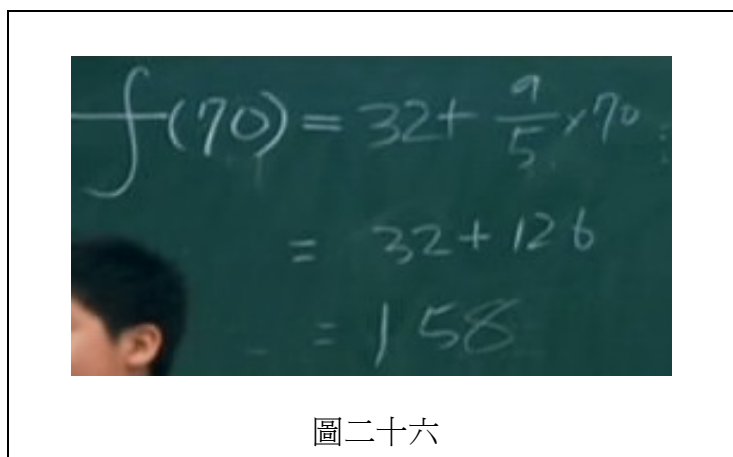 f(70) = 32 + 9/5 × 70
= 32 + 126
= 158
圖二十六